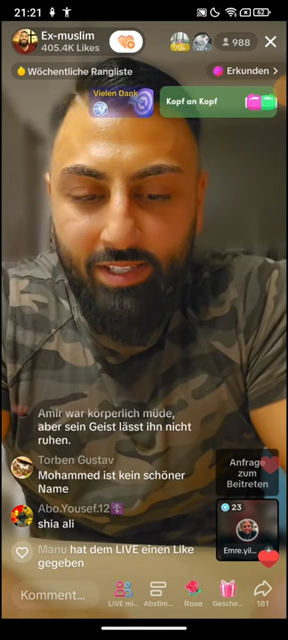 21:21
62
Ex-muslim
405.4K Likes
988
Wöchentliche Rangliste
Erkunden
Vielen Dank
Kopf an Kopf
Amir war körperlich müde,
aber sein Geist lässt ihn nicht
ruhen.
Torben Gustav
Mohammed ist kein schöner
Name
Abo.Yousef.12
shia ali
Manu hat dem LIVE einen Like
gegeben
Anfrage
zum
Beitreten
23
Emre.yil...
Komment...
LIVE mi...
Abstim...
Rose
Gesche...
181